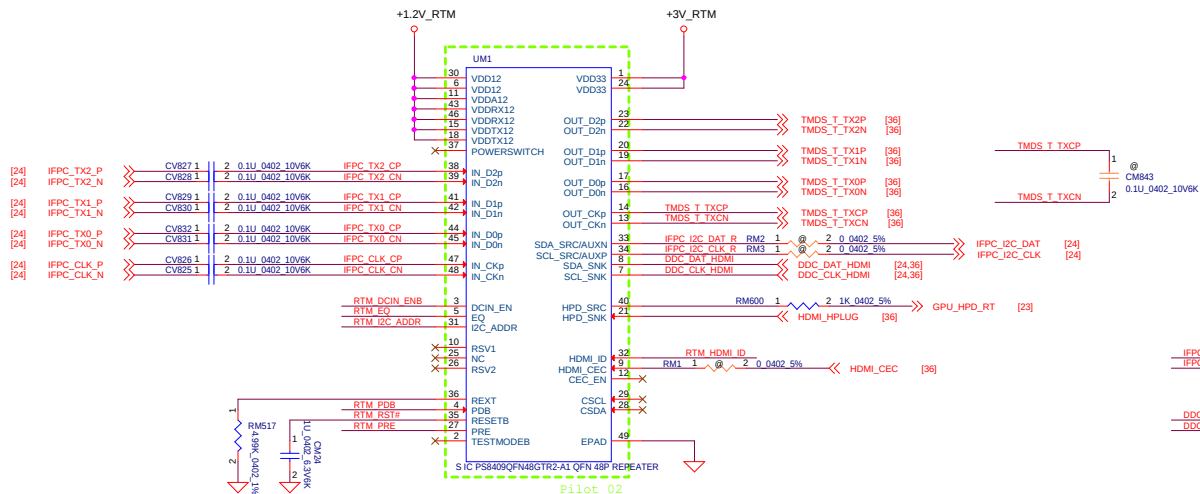 +1.2V_RTM
+3V_RTM
UM1
30 VDD12 VDD33 1
6 VDD12 VDD33 24
11 VDDA12
43 VDDRX12
46 VDDRX12 OUT_D2p 23 TMDS_T_TX2P [36]
15 VDDTX12 OUT_D2n 22 TMDS_T_TX2N [36]
18 VDDTX12
37 POWERSWITCH OUT_D1p 20 TMDS_T_TX1P [36]
OUT_D1n 19 TMDS_T_TX1N [36]
[24] IFPC_TX2_P CV827 1 2 0.1U_0402_10V6K IFPC_TX2_CP 38 IN_D2p
[24] IFPC_TX2_N CV828 1 2 0.1U_0402_10V6K IFPC_TX2_CN 39 IN_D2n
OUT_D0p 17 TMDS_T_TX0P [36]
OUT_D0n 16 TMDS_T_TX0N [36]
[24] IFPC_TX1_P CV829 1 2 0.1U_0402_10V6K IFPC_TX1_CP 41 IN_D1p
[24] IFPC_TX1_N CV830 1 2 0.1U_0402_10V6K IFPC_TX1_CN 42 IN_D1n
OUT_CKp 14 TMDS_T_TXCP TMDS_T_TXCP [36]
OUT_CKn 13 TMDS_T_TXCN TMDS_T_TXCN [36]
TMDS_T_TXCP
1
@
CM843
0.1U_0402_10V6K
2
TMDS_T_TXCN
[24] IFPC_TX0_P CV832 1 2 0.1U_0402_10V6K IFPC_TX0_CP 44 IN_D0p
[24] IFPC_TX0_N CV831 1 2 0.1U_0402_10V6K IFPC_TX0_CN 45 IN_D0n
SDA_SRC/AUXN 33 IFPC_I2C_DAT_R RM2 1 @ 2 0_0402_5% IFPC_I2C_DAT [24]
SCL_SRC/AUXP 34 IFPC_I2C_CLK_R RM3 1 @ 2 0_0402_5% IFPC_I2C_CLK [24]
[24] IFPC_CLK_P CV826 1 2 0.1U_0402_10V6K IFPC_CLK_CP 47 IN_CKp
[24] IFPC_CLK_N CV825 1 2 0.1U_0402_10V6K IFPC_CLK_CN 48 IN_CKn
SDA_SNK 8 DDC_DAT_HDMI DDC_DAT_HDMI [24,36]
SCL_SNK 7 DDC_CLK_HDMI DDC_CLK_HDMI [24,36]
RTM_DCIN_ENB 3 DCIN_EN HPD_SRC 40 RM600 1 2 1K_0402_5% GPU_HPD_RT [23]
RTM_EQ 5 EQ HPD_SNK 21 HDMI_HPLUG [36]
RTM_I2C_ADDR 31 I2C_ADDR
10 RSV1
25 NC HDMI_ID 32 RTM_HDMI_ID
26 RSV2 HDMI_CEC 9 RM1 1 @ 2 0_0402_5% HDMI_CEC [36]
CEC_EN 12
IFPC
IFPC
36 REXT CSCL 29
RTM_PDB 4 PDB CSDA 28
RTM_RST# 35 RESETB
RTM_PRE 27 PRE
2 TESTMODEB EPAD 49
DDC
DDC
1
RM517
4.99K_0402_1%
2
1
CM24
1U_0402_6.3V6K
2
S IC PS8409QFN48GTR2-A1 QFN 48P REPEATER
Pilot 02